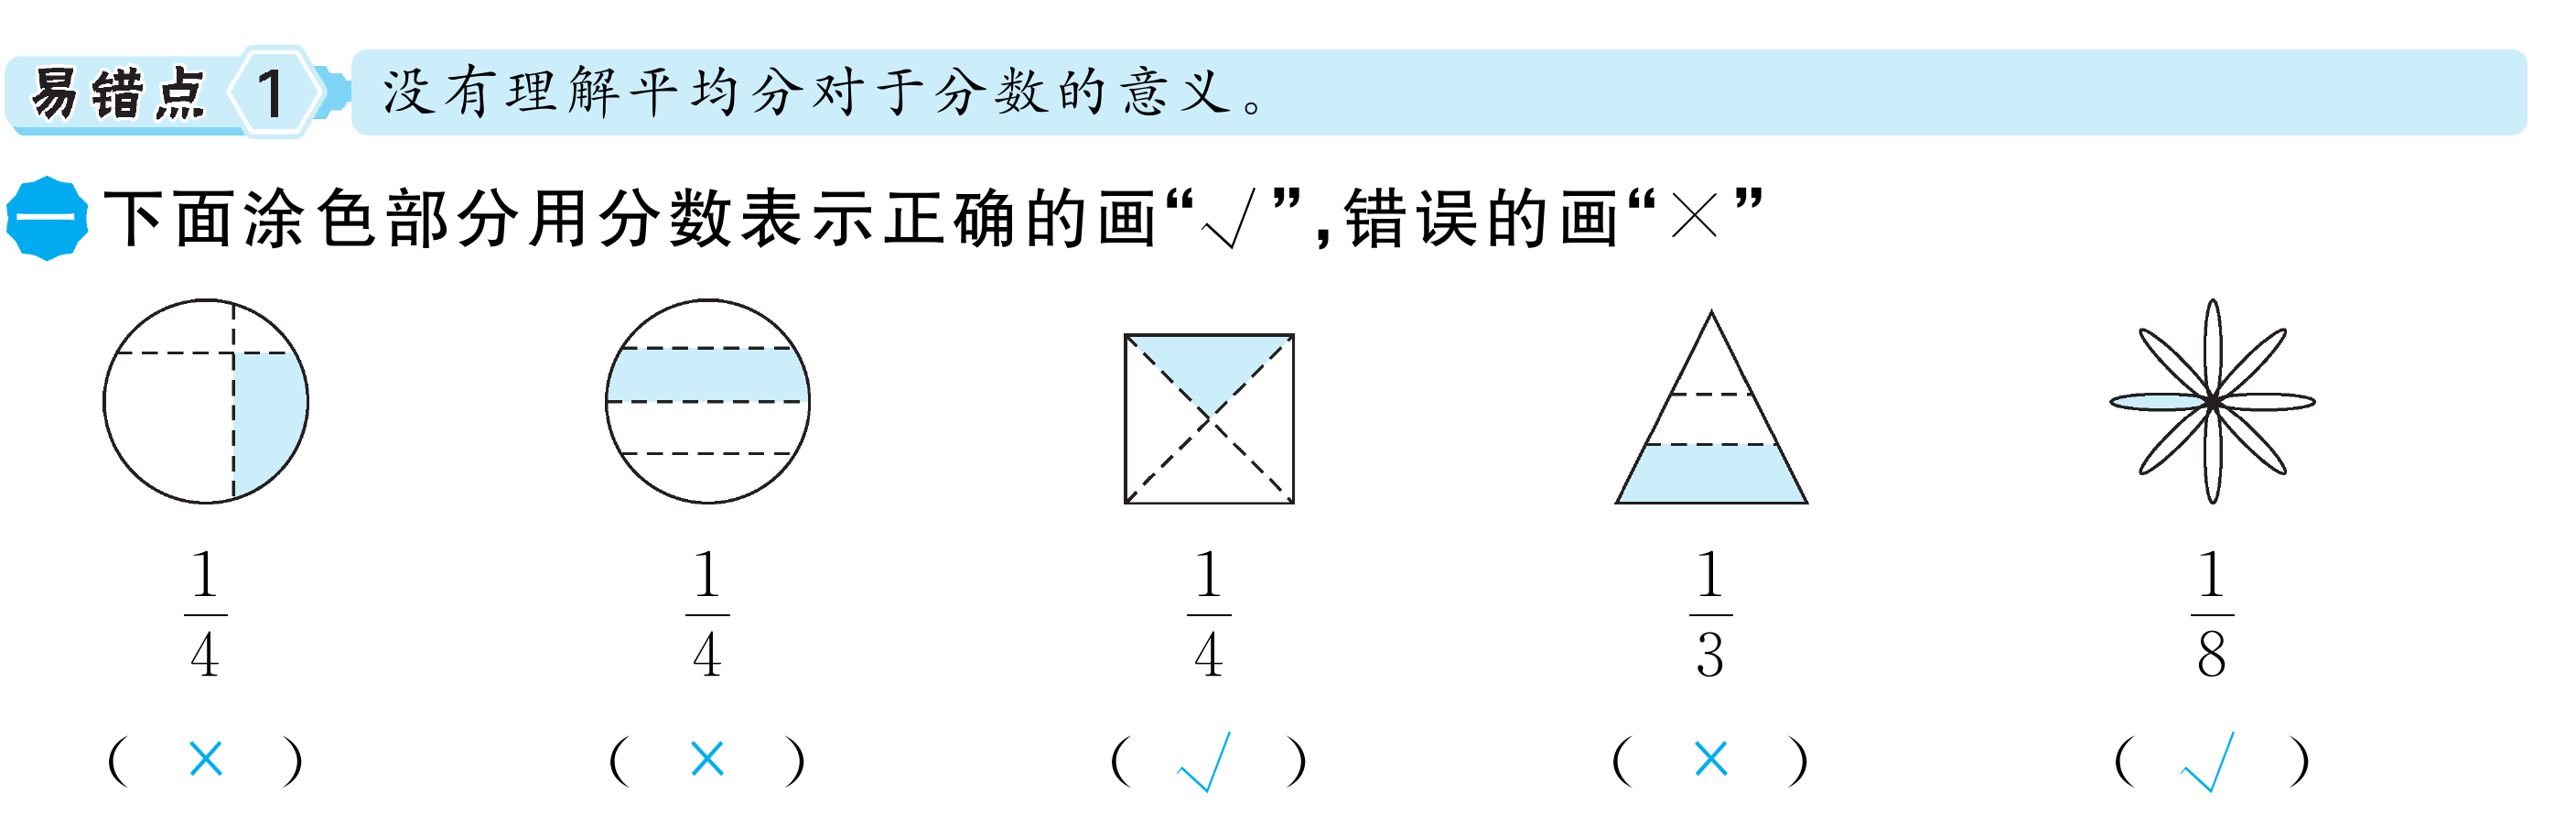 易错点 1 没有理解平均分对于分数的意义。
一 下面涂色部分用分数表示正确的画“√”,错误的画“×”
1/4 1/4 1/4 1/3 1/8
( × ) ( × ) ( √ ) ( × ) ( √ )